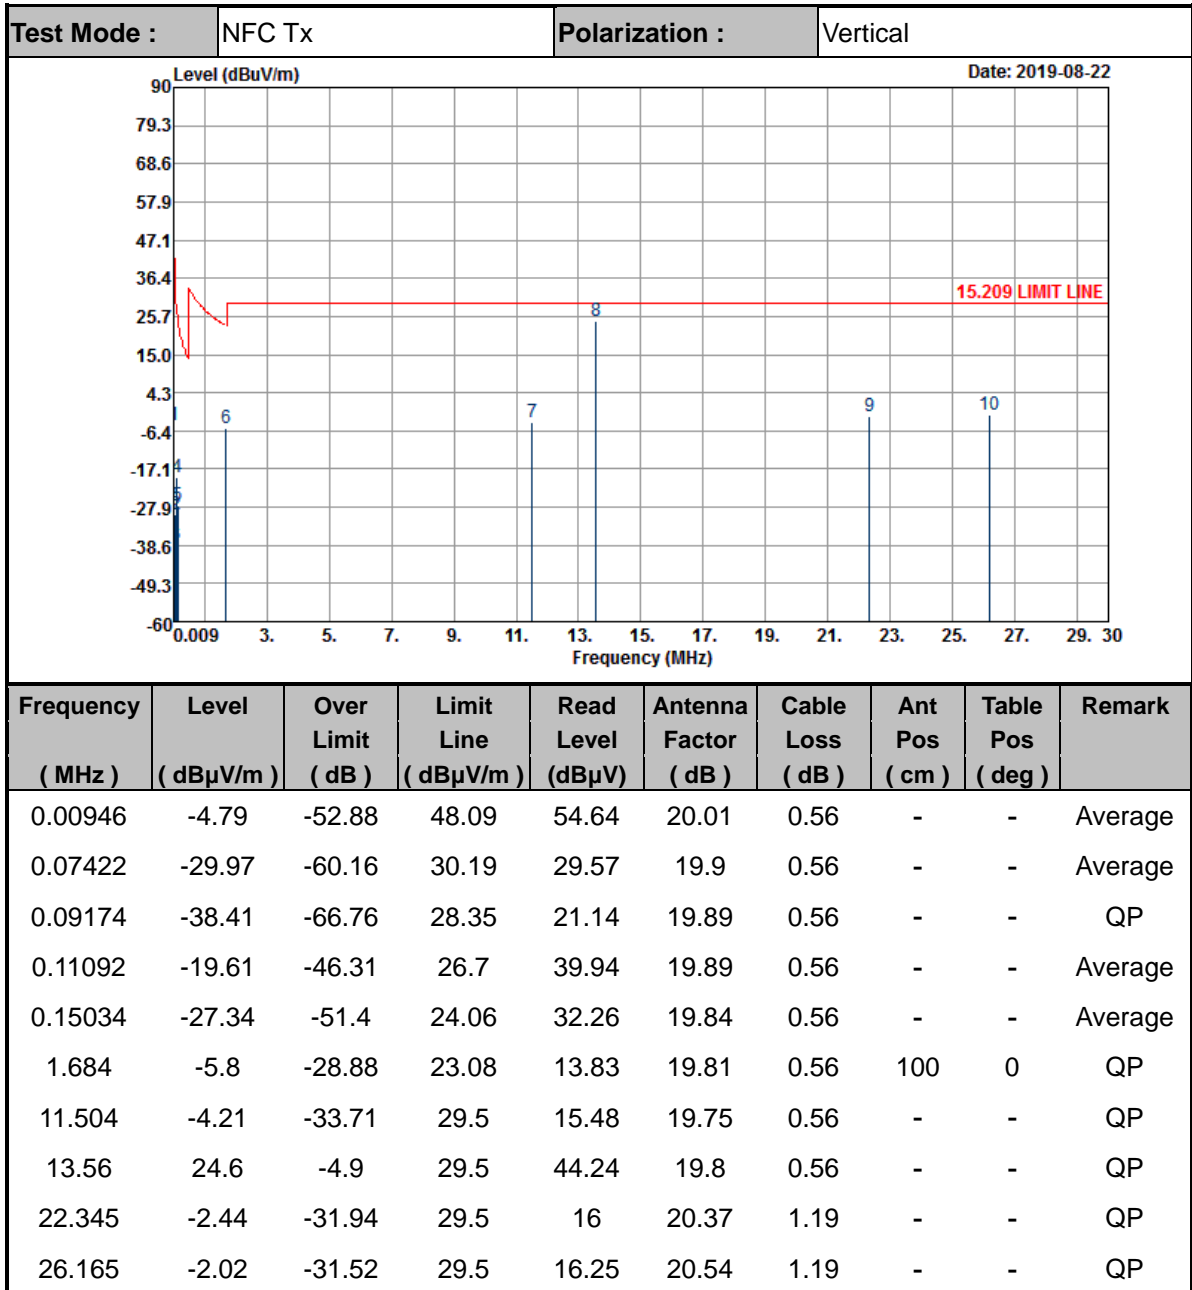 Test Mode : NFC Tx Polarization : Vertical
Level (dBuV/m) Date: 2019-08-22
90
79.3
68.6
57.9
47.1
36.4
25.7
15.0
4.3
-6.4
-17.1
-27.9
-38.6
-49.3
-60
15.209 LIMIT LINE
4 5 6 7 8 9 10
0.009 3. 5. 7. 9. 11. 13. 15. 17. 19. 21. 23. 25. 27. 29. 30
Frequency (MHz)
Frequency Level Over Limit Read Antenna Cable Ant Table Remark
Limit Line Level Factor Loss Pos Pos
( MHz ) ( dBµV/m ) ( dB ) ( dBµV/m ) (dBµV) ( dB ) ( dB ) ( cm ) ( deg )
0.00946 -4.79 -52.88 48.09 54.64 20.01 0.56 - - Average
0.07422 -29.97 -60.16 30.19 29.57 19.9 0.56 - - Average
0.09174 -38.41 -66.76 28.35 21.14 19.89 0.56 - - QP
0.11092 -19.61 -46.31 26.7 39.94 19.89 0.56 - - Average
0.15034 -27.34 -51.4 24.06 32.26 19.84 0.56 - - Average
1.684 -5.8 -28.88 23.08 13.83 19.81 0.56 100 0 QP
11.504 -4.21 -33.71 29.5 15.48 19.75 0.56 - - QP
13.56 24.6 -4.9 29.5 44.24 19.8 0.56 - - QP
22.345 -2.44 -31.94 29.5 16 20.37 1.19 - - QP
26.165 -2.02 -31.52 29.5 16.25 20.54 1.19 - - QP